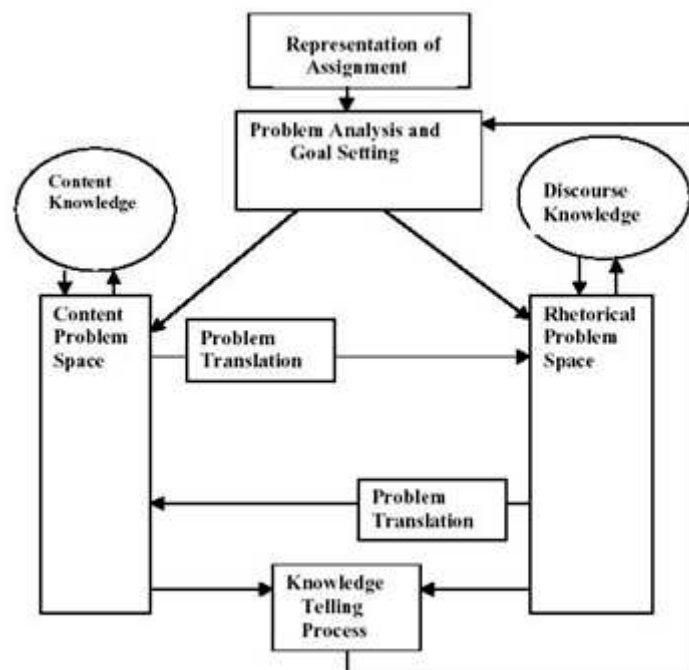 Representation of
Assignment
Problem Analysis and
Goal Setting
Content
Knowledge
Discourse
Knowledge
Content
Problem
Space
Problem
Translation
Rhetorical
Problem
Space
Problem
Translation
Knowledge
Telling
Process